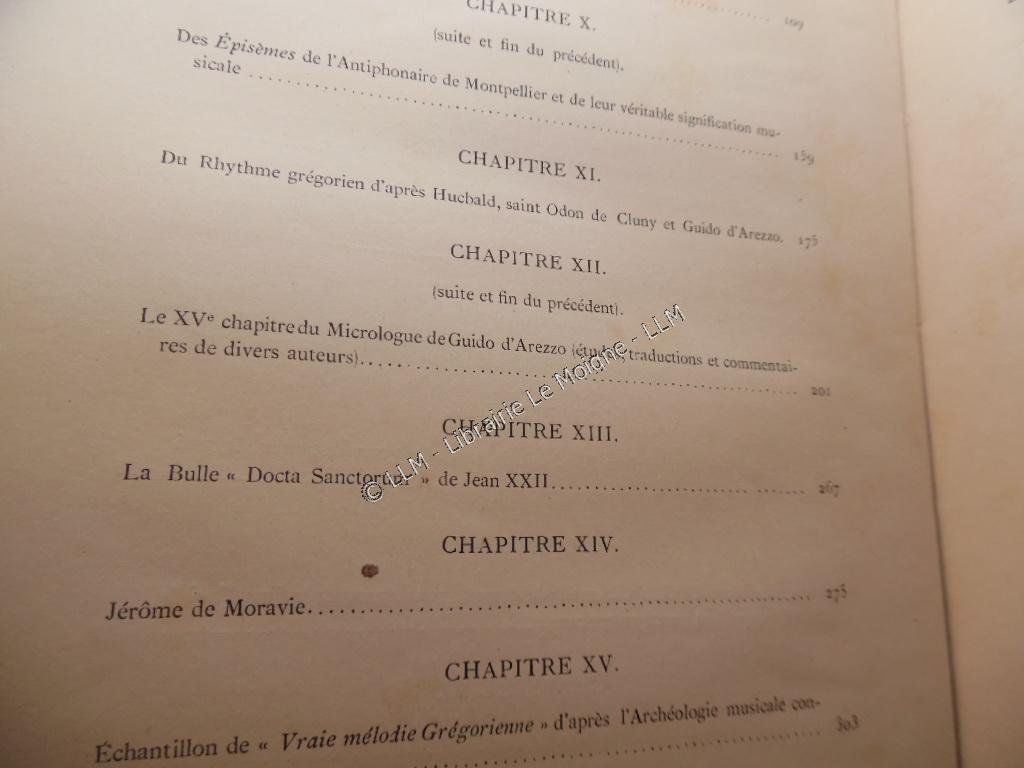 109
CHAPITRE X.
(suite et fin du précédent).
Des Épisèmes de l'Antiphonaire de Montpellier et de leur véritable signification mu-
sicale ........ 159
CHAPITRE XI.
Du Rhythme grégorien d'après Hucbald, saint Odon de Cluny et Guido d'Arezzo. 175
CHAPITRE XII.
(suite et fin du précédent).
Le XVe chapitre du Micrologue de Guido d'Arezzo (études, traductions et commentai-
res de divers auteurs)........ 201
CHAPITRE XIII.
La Bulle « Docta Sanctorum » de Jean XXII........ 267
CHAPITRE XIV.
Jérôme de Moravie........ 275
CHAPITRE XV.
Échantillon de « Vraie mélodie Grégorienne » d'après l'Archéologie musicale con-
303
© LLM - Librairie Le Moigne - LLM